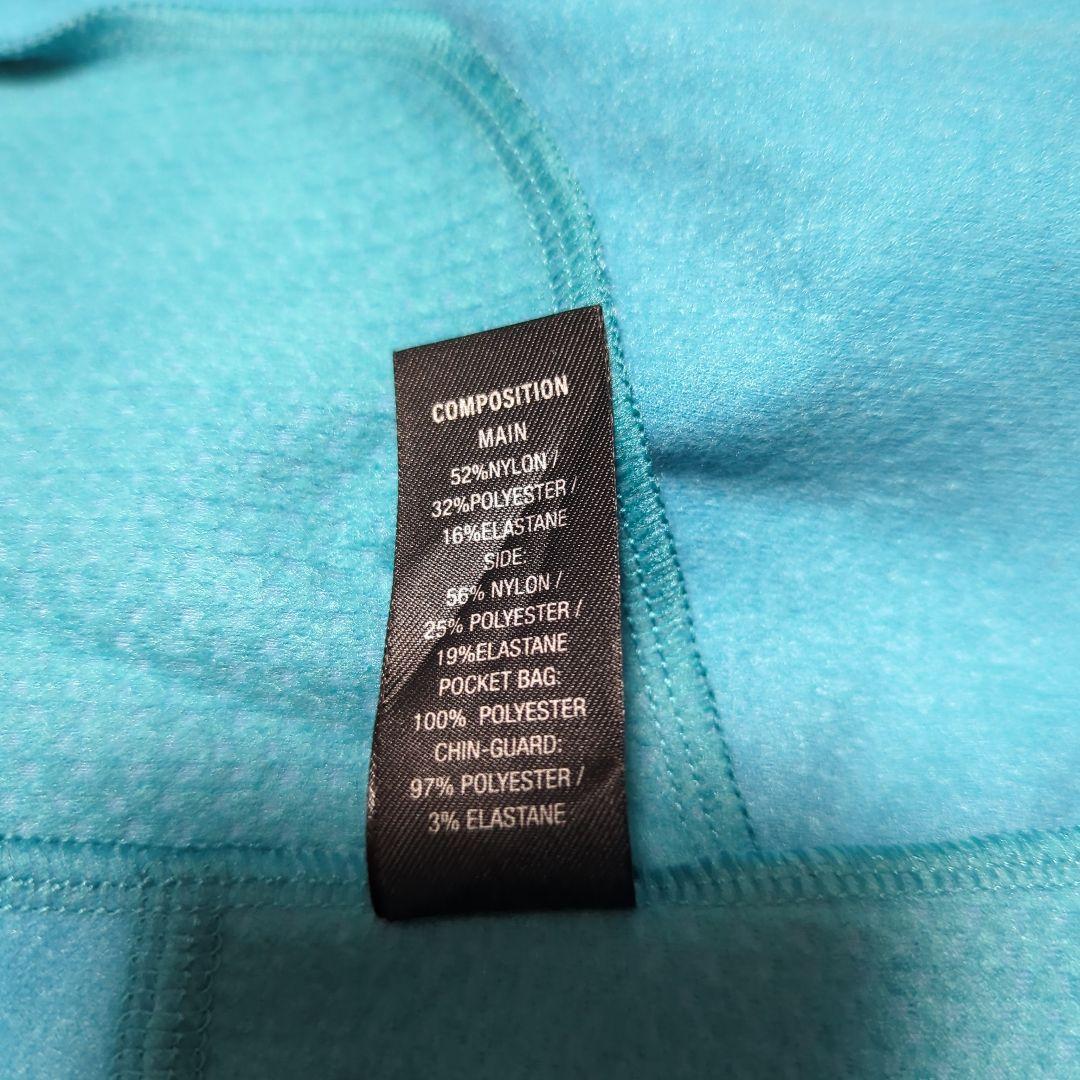 COMPOSITION
MAIN
52%NYLON /
32%POLYESTER /
16%ELASTANE
SIDE:
56% NYLON /
25% POLYESTER /
19%ELASTANE
POCKET BAG:
100% POLYESTER
CHIN-GUARD:
97% POLYESTER /
3% ELASTANE